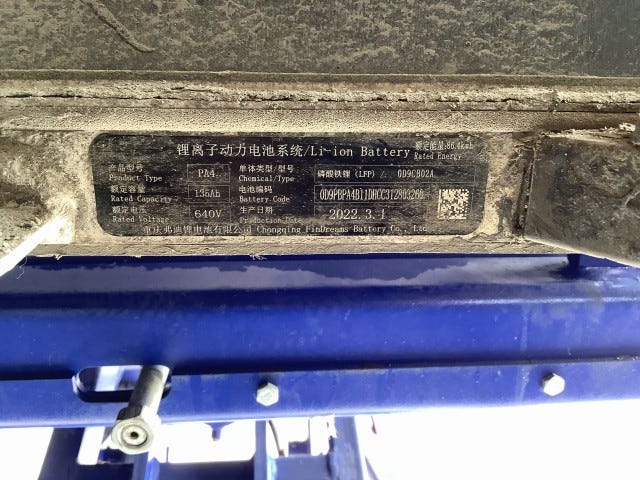 锂离子动力电池系统/Li-ion Battery 额定能量:86.4kwh
Rated Energy
产品型号 PA4 单体类型/型号 磷酸铁锂 (LFP) / 0D9CB02A
Product Type Chemical/Type
额定容量 135Ah 电池编码
Rated Capacity Battery Code
额定电压 640V 生产日期 2022.3.1
Rated Voltage Production Date
重庆弗迪锂电池有限公司 Chongqing FinDreams Battery Co., Ltd